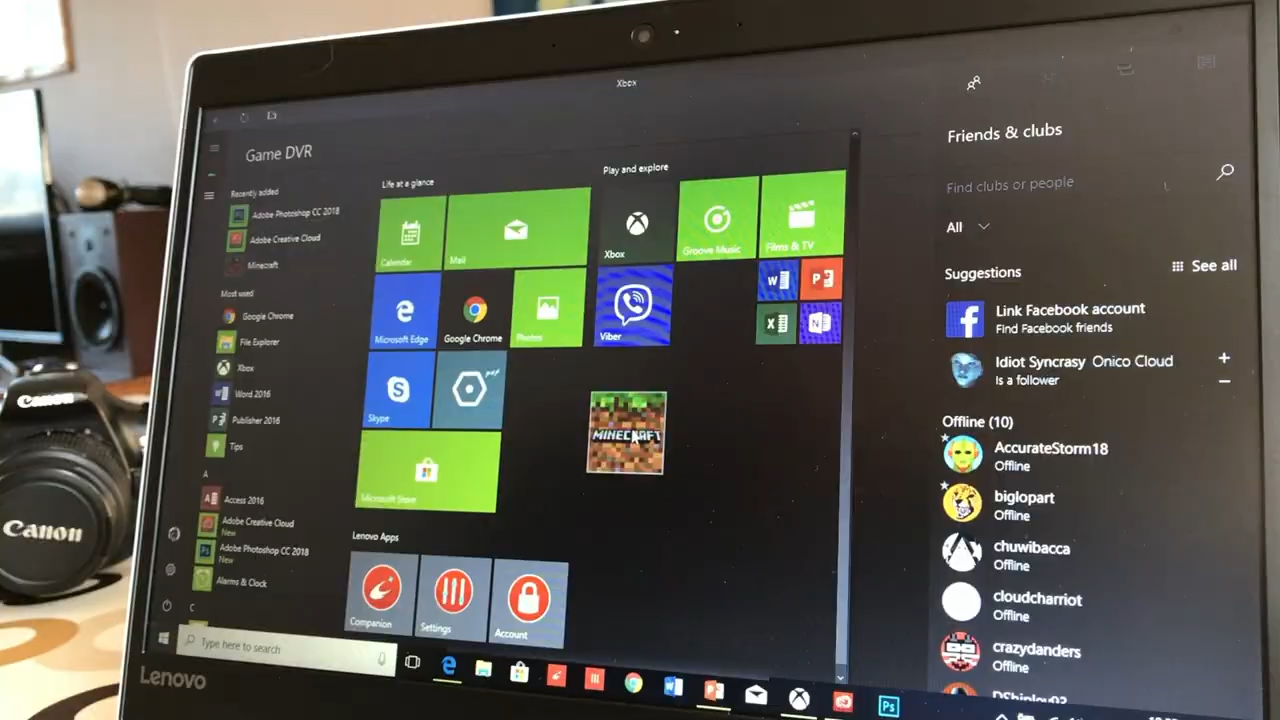 Xbox
Game DVR
Recently added
Adobe Photoshop CC 2018
Adobe Creative Cloud
Minecraft
Most used
Google Chrome
File Explorer
Xbox
Word 2016
Publisher 2016
Tips
A
Access 2016
Adobe Creative Cloud
New
Adobe Photoshop CC 2018
New
Alarms & Clock
C
Type here to search
Life at a glance
Calendar
Mail
Microsoft Edge
Google Chrome
Photos
Skype
Microsoft Store
Play and explore
Xbox
Groove Music
Films & TV
Viber
MINECRAFT
Lenovo Apps
Companion
Settings
Account
Friends & clubs
Find clubs or people
All
Suggestions
See all
Link Facebook account
Find Facebook friends
Idiot Syncrasy Onico Cloud
Is a follower
Offline (10)
AccurateStorm18
Offline
biglopart
Offline
chuwibacca
Offline
cloudcharriot
Offline
crazydanders
Offline
Ps
Lenovo
Canon
Canon